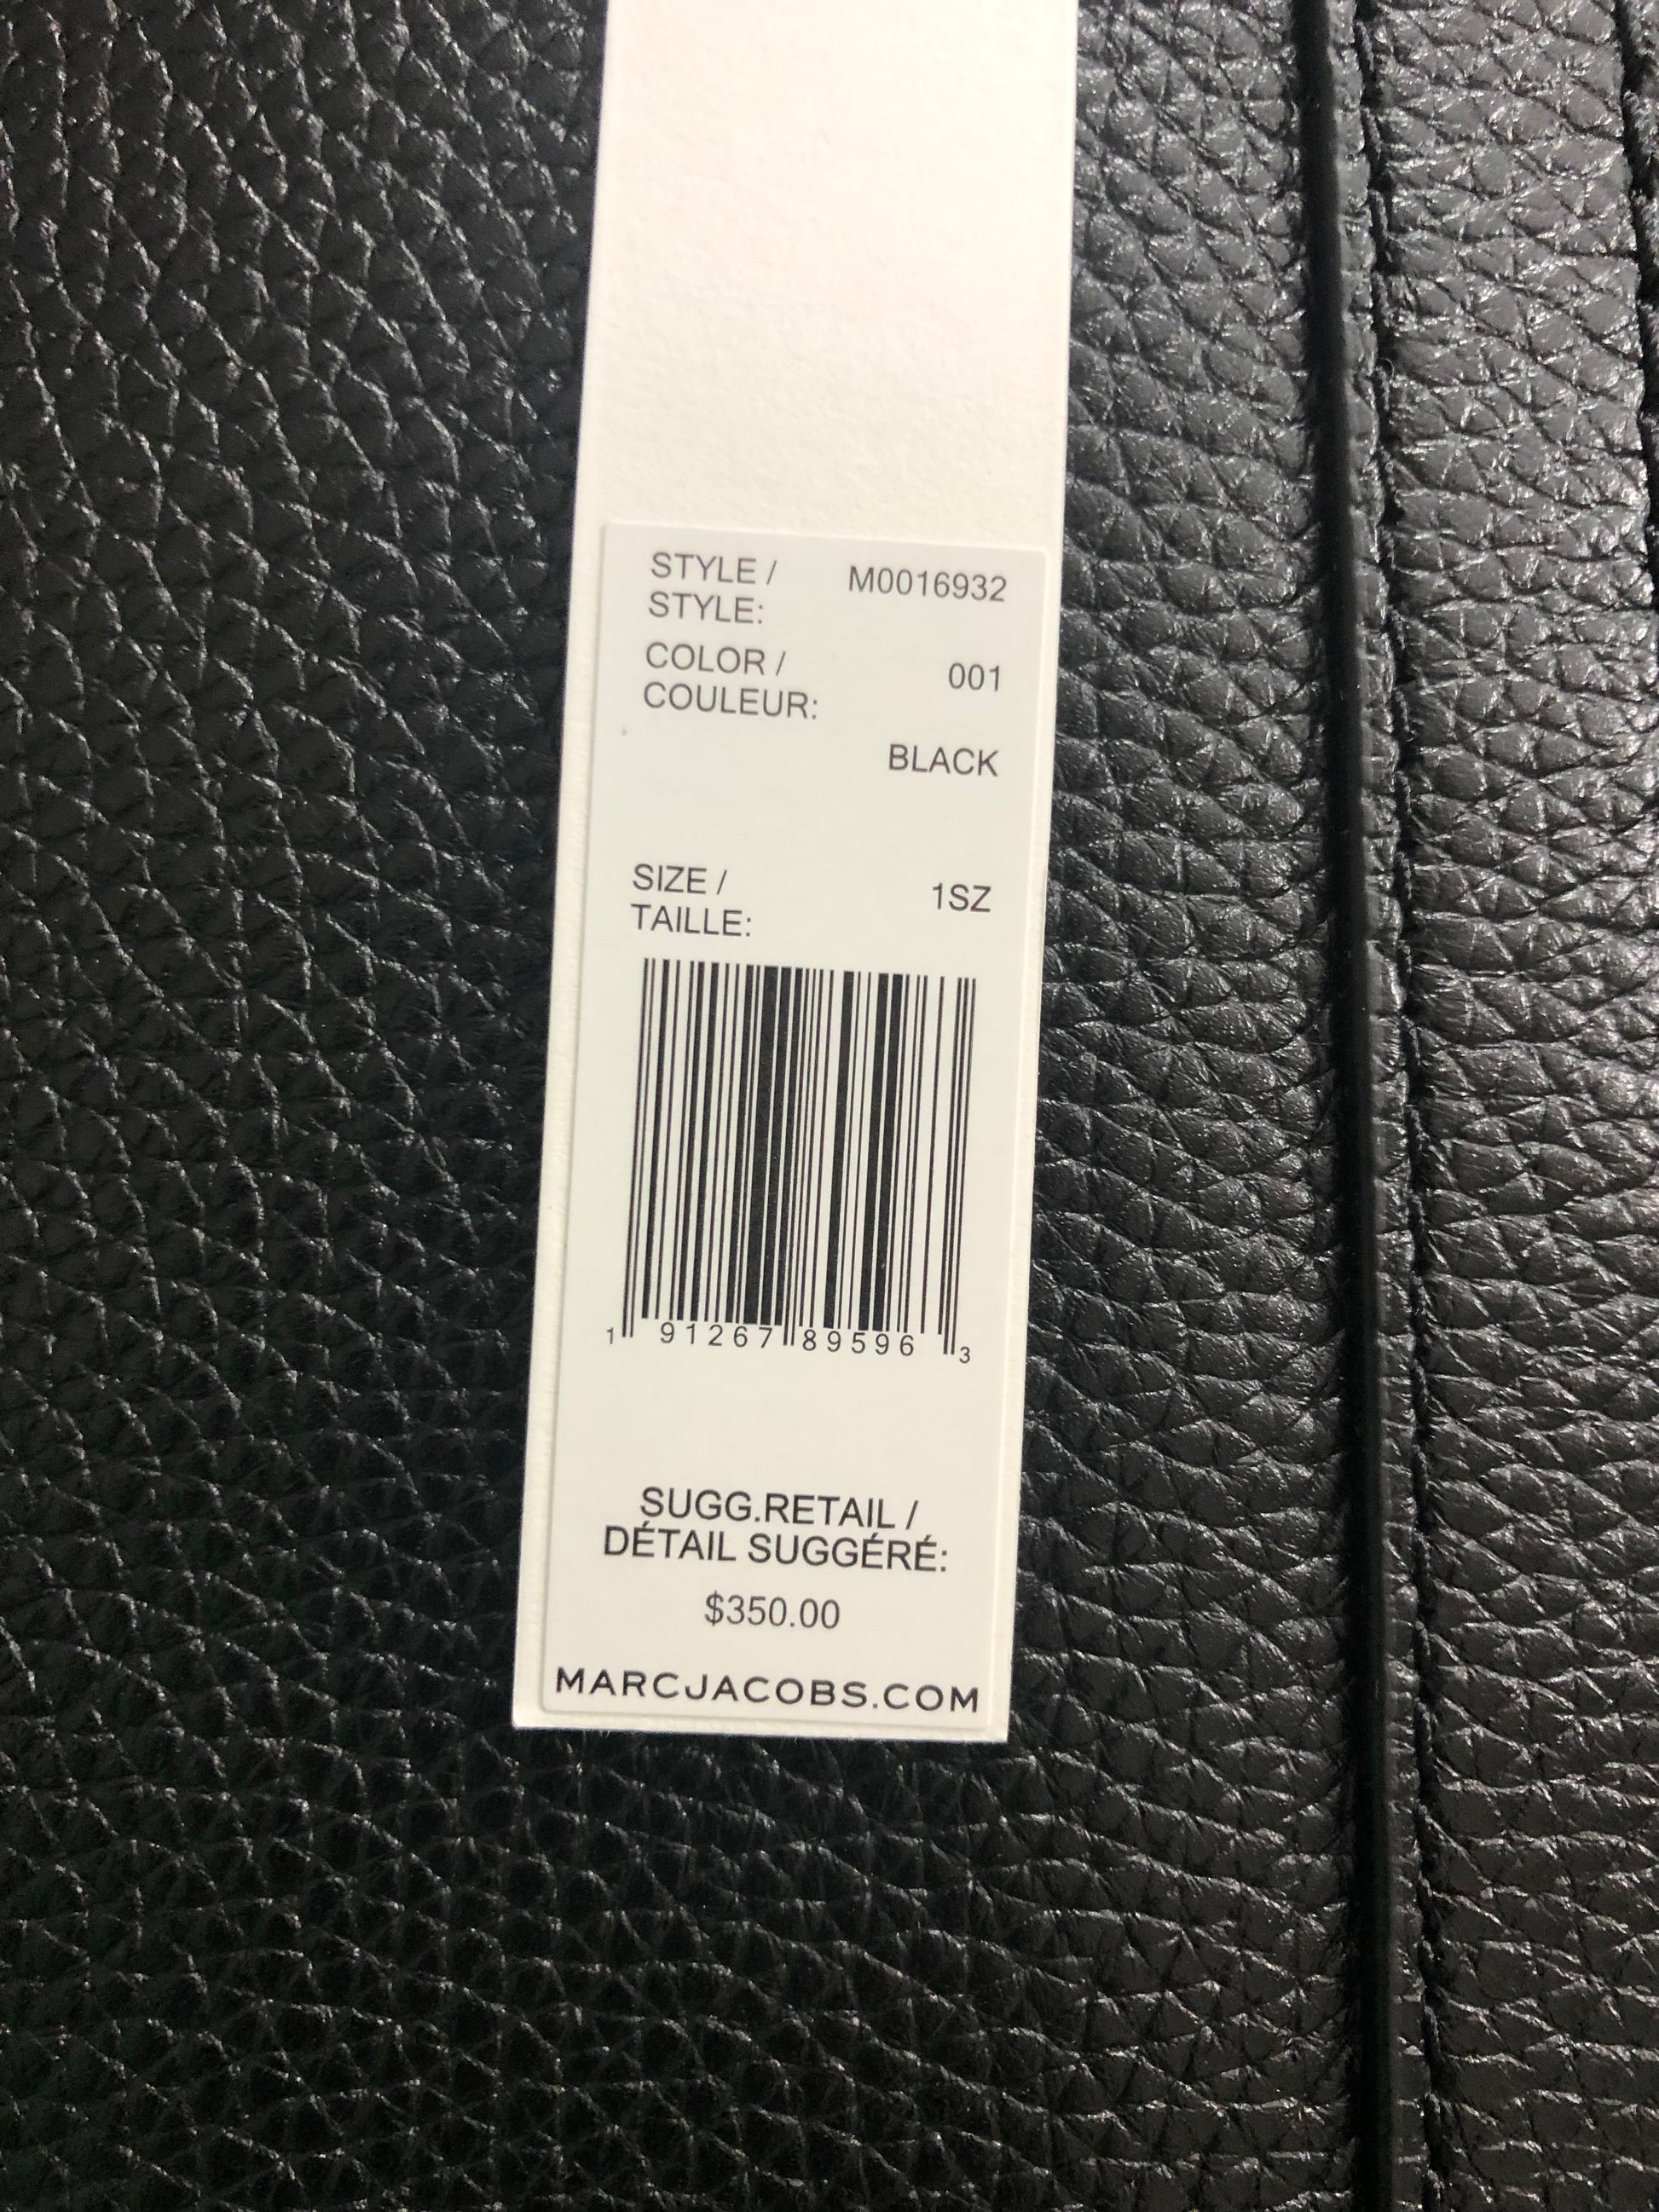 STYLE / M0016932
STYLE:
COLOR / 001
COULEUR:
BLACK
SIZE / 1SZ
TAILLE:
1 91267 89596 3
SUGG.RETAIL /
DÉTAIL SUGGÉRÉ:
$350.00
MARCJACOBS.COM